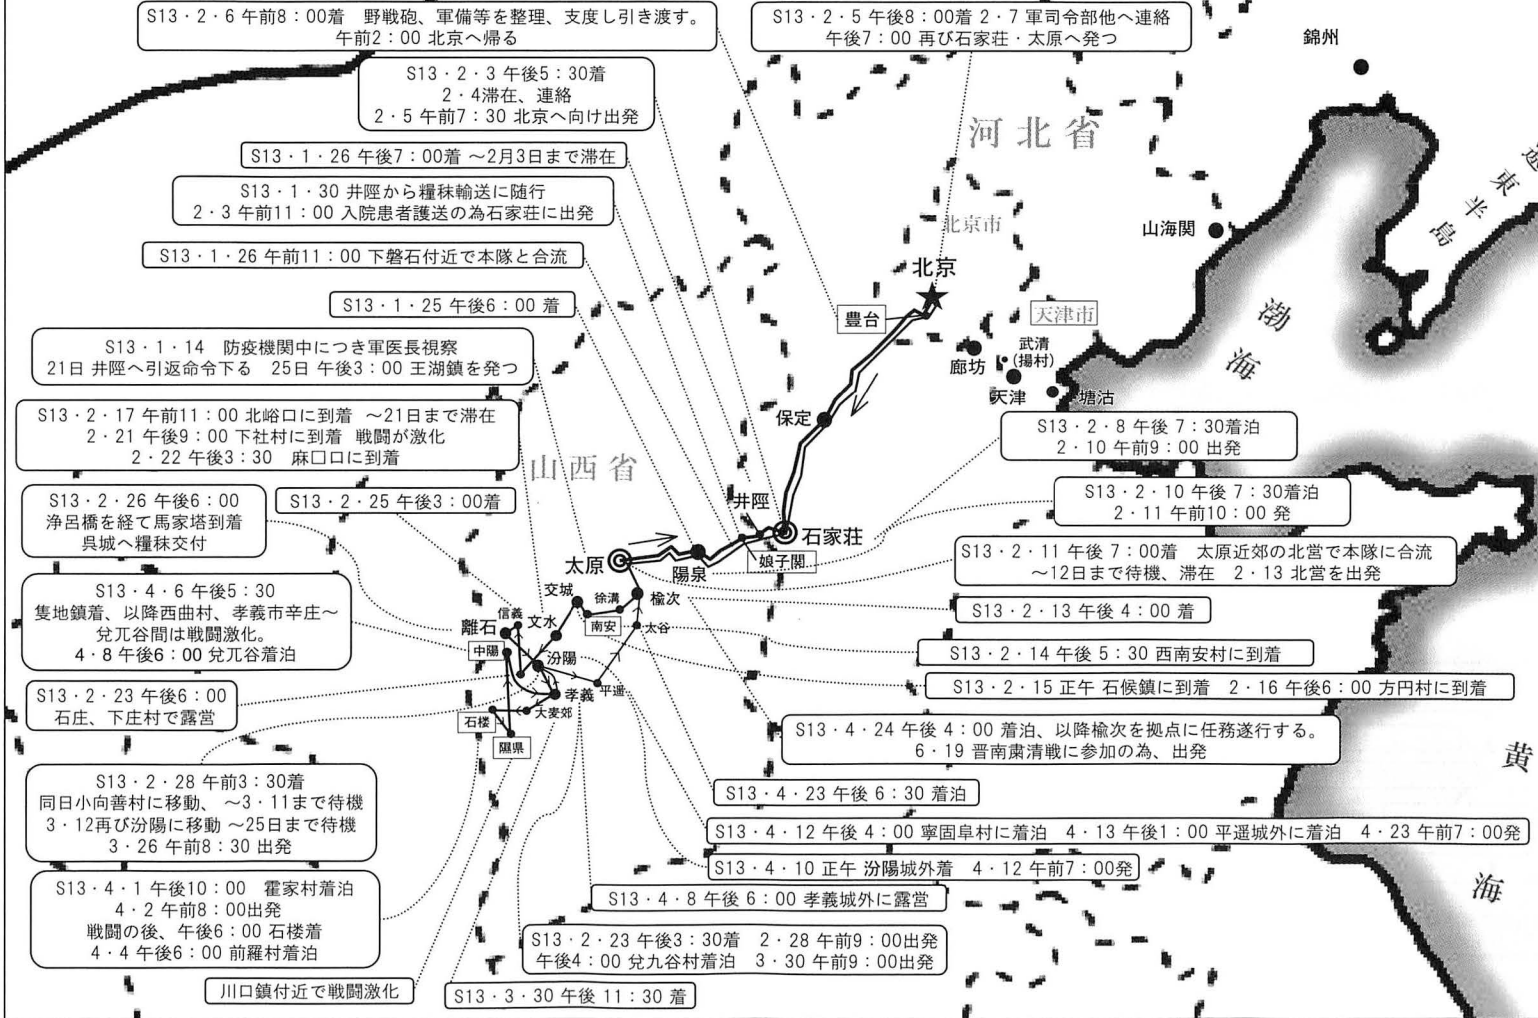 S13・2・6 午前8：00着　野戦砲、軍備等を整理、支度し引き渡す。
午前2：00 北京へ帰る
S13・2・5 午後8：00着 2・7 軍司令部他へ連絡
午後7：00 再び石家荘・太原へ発つ
錦州
S13・2・3 午後5：30着
2・4滞在、連絡
2・5 午前7：30 北京へ向け出発
河北省
S13・1・26 午後7：00着 ～2月3日まで滞在
東半島
S13・1・30 井陘から糧秣輸送に随行
2・3 午前11：00 入院患者護送の為石家荘に出発
北京市
山海関
S13・1・26 午前11：00 下磐石付近で本隊と合流
北京
S13・1・25 午後6：00 着
豊台
天津市
渤海
S13・1・14　防疫機関中につき軍医長視察
21日 井陘へ引返命令下る　25日 午後3：00 王湖鎮を発つ
武清
（揚村）
廊坊
天津
塘沽
S13・2・17 午前11：00 北峪口に到着　～21日まで滞在
2・21 午後9：00 下社村に到着 戦闘が激化
2・22 午後3：30　麻口口に到着
保定
S13・2・8 午後 7：30着泊
2・10 午前9：00 出発
山西省
S13・2・26 午後6：00
浄呂橋を経て馬家塔到着
呉城へ糧秣交付
S13・2・25 午後3：00着
井陘
S13・2・10 午後 7：30着泊
2・11 午前10：00 発
石家荘
太原
陽泉
娘子関
S13・2・11 午後 7：00着　太原近郊の北営で本隊に合流
～12日まで待機、滞在　2・13 北営を出発
S13・4・6 午後5：30
隻地鎮着、以降西曲村、孝義市辛庄～
兌兀谷間は戦闘激化。
4・8 午後6：00 兌兀谷着泊
交城
徐溝
楡次
S13・2・13 午後 4：00 着
信義
文水
離石
南安
太谷
中陽
汾陽
S13・2・14 午後 5：30 西南安村に到着
S13・2・23 午後6：00
石庄、下庄村で露営
平遥
孝義
S13・2・15 正午 石候鎮に到着　2・16 午後6：00 方円村に到着
石楼
大麦郊
隰県
S13・4・24 午後 4：00 着泊、以降楡次を拠点に任務遂行する。
6・19 晋南粛清戦に参加の為、出発
黄海
S13・2・28 午前3：30着
同日小向善村に移動、～3・11まで待機
3・12再び汾陽に移動 ～25日まで待機
3・26 午前8：30 出発
S13・4・23 午後 6：30 着泊
S13・4・12 午後 4：00 寧固阜村に着泊　4・13 午後1：00 平遥城外に着泊　4・23 午前7：00発
S13・4・10 正午 汾陽城外着　4・12 午前7：00発
S13・4・1 午後10：00　霍家村着泊
4・2 午前8：00出発
戦闘の後、午後6：00 石楼着
4・4 午後6：00 前羅村着泊
S13・4・8 午後 6：00 孝義城外に露営
S13・2・23 午後3：30着　2・28 午前9：00出発
午後4：00 兌九谷村着泊　3・30 午前9：00出発
川口鎮付近で戦闘激化
S13・3・30 午後 11：30 着